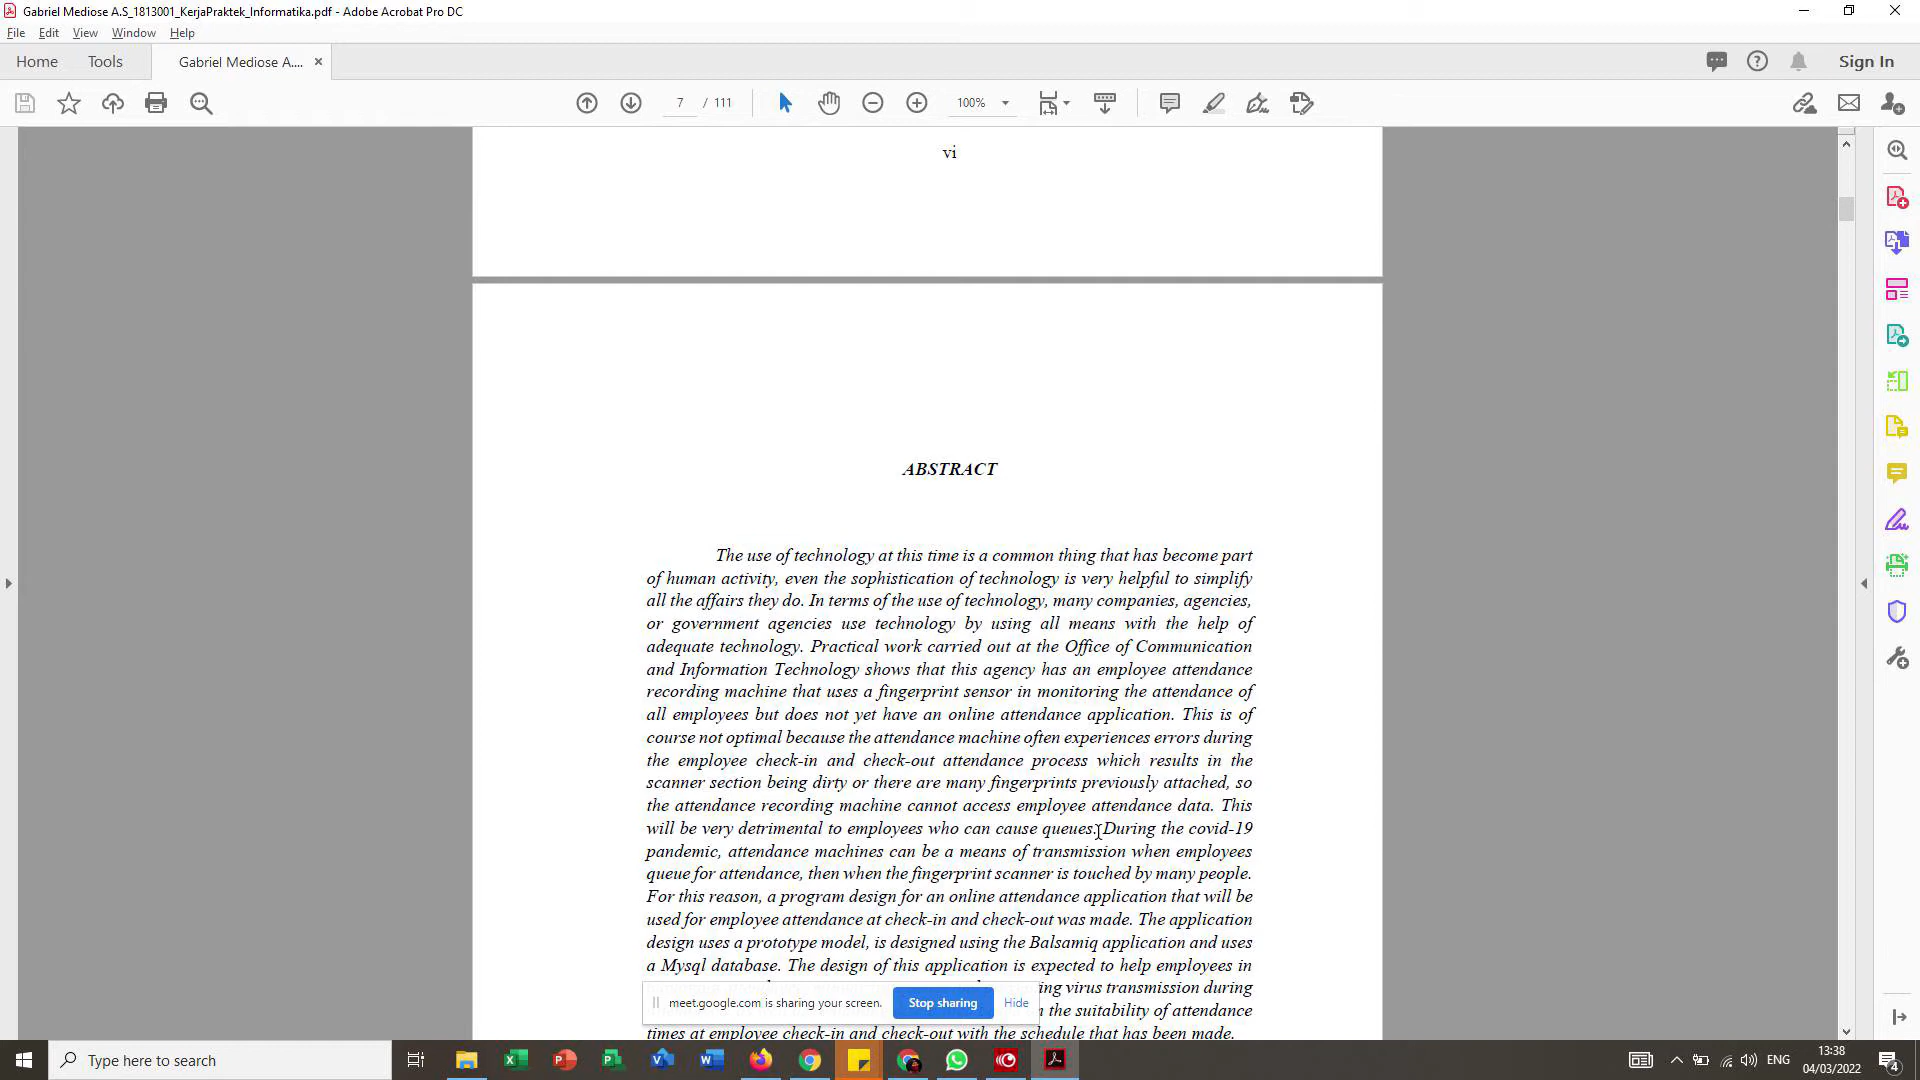 Gabriel Mediose A.S_1813001_KerjaPraktek_Informatika.pdf - Adobe Acrobat Pro DC
File Edit View Window Help
Home Tools Gabriel Mediose A.... × Sign In
7 / 111 100%
vi
ABSTRACT
The use of technology at this time is a common thing that has become part
of human activity, even the sophistication of technology is very helpful to simplify
all the affairs they do. In terms of the use of technology, many companies, agencies,
or government agencies use technology by using all means with the help of
adequate technology. Practical work carried out at the Office of Communication
and Information Technology shows that this agency has an employee attendance
recording machine that uses a fingerprint sensor in monitoring the attendance of
all employees but does not yet have an online attendance application. This is of
course not optimal because the attendance machine often experiences errors during
the employee check-in and check-out attendance process which results in the
scanner section being dirty or there are many fingerprints previously attached, so
the attendance recording machine cannot access employee attendance data. This
will be very detrimental to employees who can cause queues. During the covid-19
pandemic, attendance machines can be a means of transmission when employees
queue for attendance, then when the fingerprint scanner is touched by many people.
For this reason, a program design for an online attendance application that will be
used for employee attendance at check-in and check-out was made. The application
design uses a prototype model, is designed using the Balsamiq application and uses
a Mysql database. The design of this application is expected to help employees in
virus transmission during
meet.google.com is sharing your screen. Stop sharing Hide
the suitability of attendance
times at employee check-in and check-out with the schedule that has been made.
Type here to search
ENG
13:38
04/03/2022
4